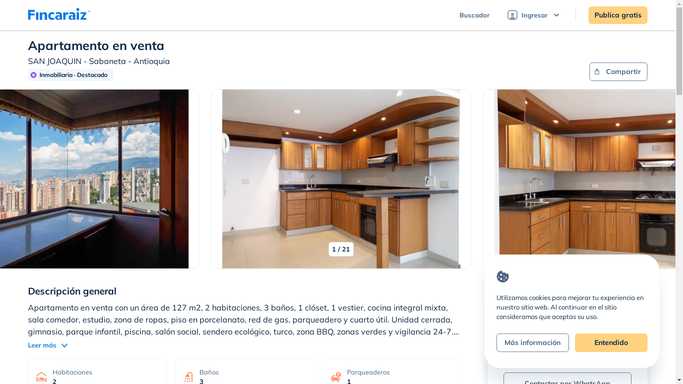 Fincaraiz
Buscador
Ingresar
Publica gratis
Apartamento en venta
SAN JOAQUIN - Sabaneta - Antioquia
Inmobiliaria · Destacado
Compartir
1 / 21
Descripción general
Apartamento en venta con un área de 127 m2, 2 habitaciones, 3 baños, 1 clóset, 1 vestier, cocina integral mixta,
sala comedor, estudio, zona de ropas, piso en porcelanato, red de gas, parqueadero y cuarto útil. Unidad cerrada,
gimnasio, parque infantil, piscina, salón social, sendero ecológico, turco, zona BBQ, zonas verdes y vigilancia 24-7....
Leer más
Habitaciones
2
Baños
3
Parqueaderos
1
Utilizamos cookies para mejorar tu experiencia en
nuestro sitio web. Al continuar en el sitio
consideramos que aceptas su uso.
Más información
Entendido
Contactar por WhatsApp